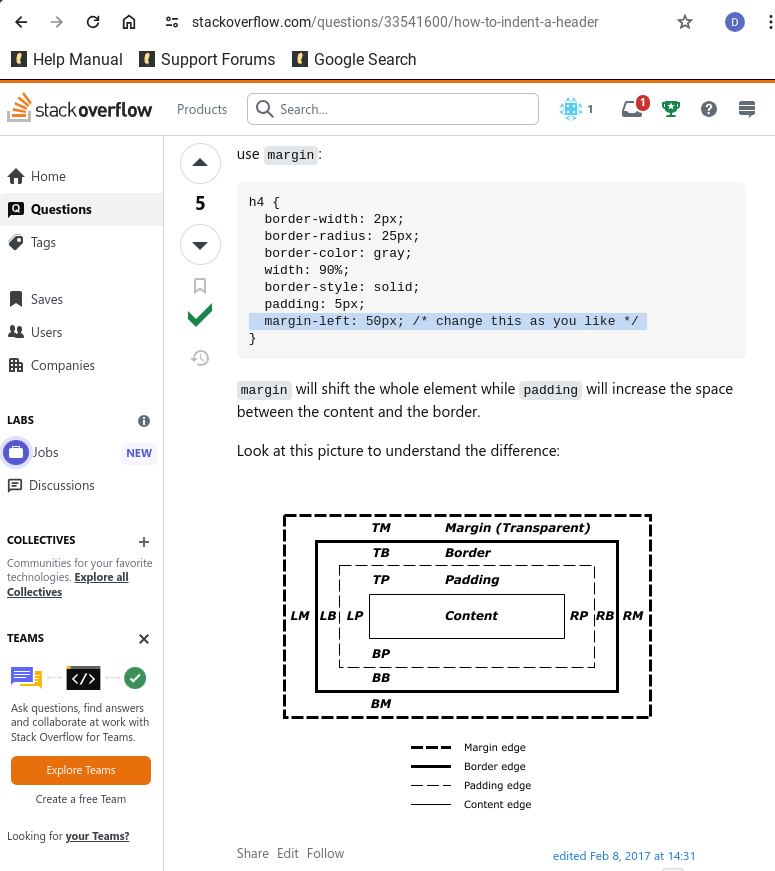 stackoverflow.com/questions/33541600/how-to-indent-a-header
D
Help Manual
Support Forums
Google Search
stackoverflow
Products
Search...
1
1
Home
Questions
Tags
Saves
Users
Companies
LABS
Jobs
NEW
Discussions
COLLECTIVES
Communities for your favorite
technologies. Explore all
Collectives
TEAMS
</>
Ask questions, find answers
and collaborate at work with
Stack Overflow for Teams.
Explore Teams
Create a free Team
Looking for your Teams?
5
use margin:
h4 {
  border-width: 2px;
  border-radius: 25px;
  border-color: gray;
  width: 90%;
  border-style: solid;
  padding: 5px;
  margin-left: 50px; /* change this as you like */
}
margin will shift the whole element while padding will increase the space
between the content and the border.
Look at this picture to understand the difference:
TM Margin (Transparent)
TB Border
TP Padding
LM LB LP Content RP RB RM
BP
BB
BM
Margin edge
Border edge
Padding edge
Content edge
Share Edit Follow
edited Feb 8, 2017 at 14:31